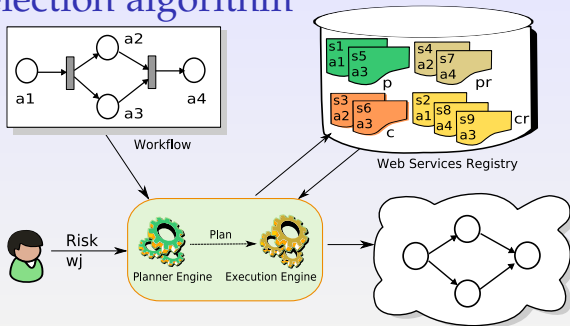 election algorithm
a2
a1
a4
a3
Workflow
s1
a1
s5
a3
p
s4
a2
s7
a4
pr
s3
a2
s6
a3
c
s2
a1
s8
a4
s9
a3
cr
Web Services Registry
Risk
wj
Plan
Planner Engine
Execution Engine